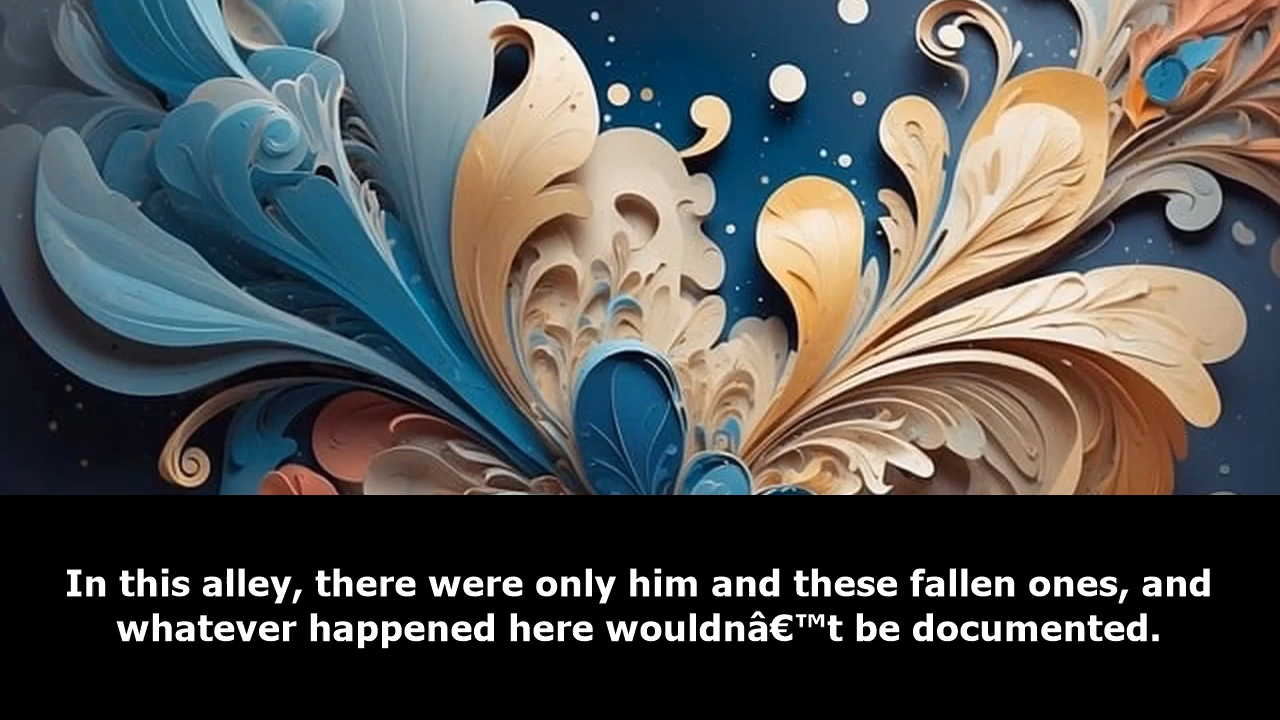 In this alley, there were only him and these fallen ones, and
whatever happened here wouldnâ€™t be documented.